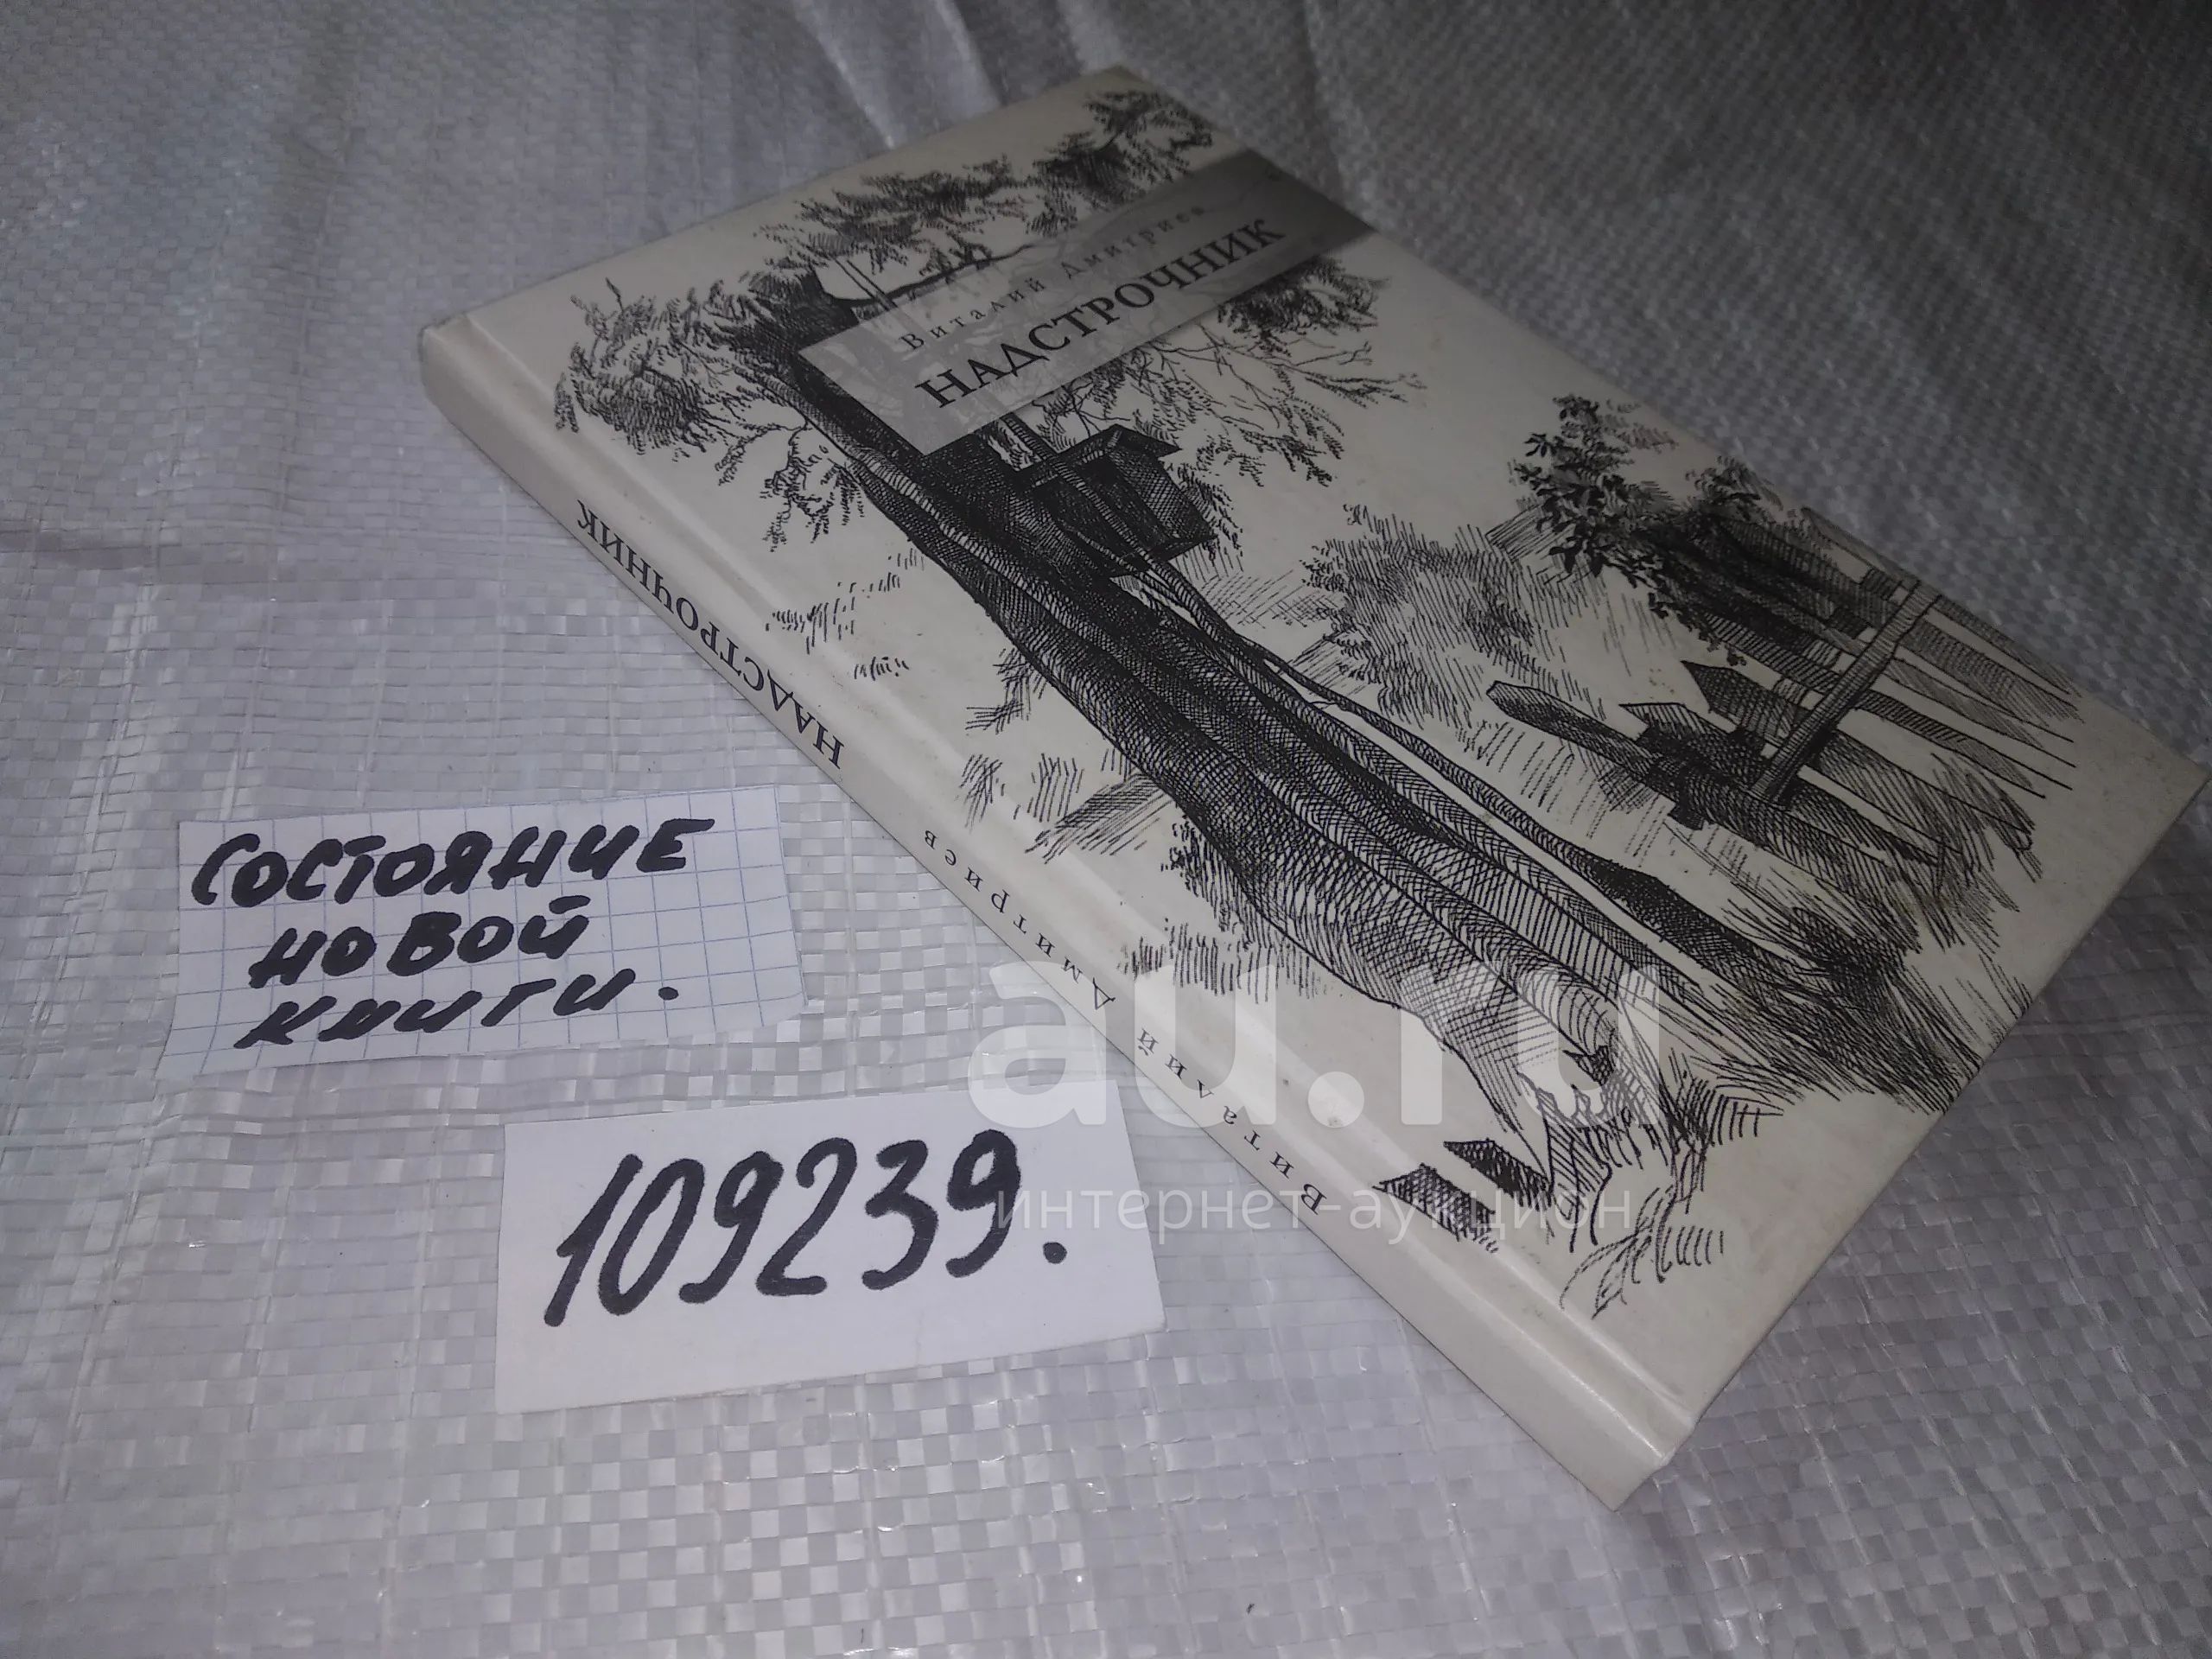 Виталий Дмитриев
НАДСТРОЧНИК
Виталий Дмитриев НАДСТРОЧНИК
СОСТОЯНИЕ
НОВОЙ
КНИГИ.
109239.
au.ru
интернет-аукцион